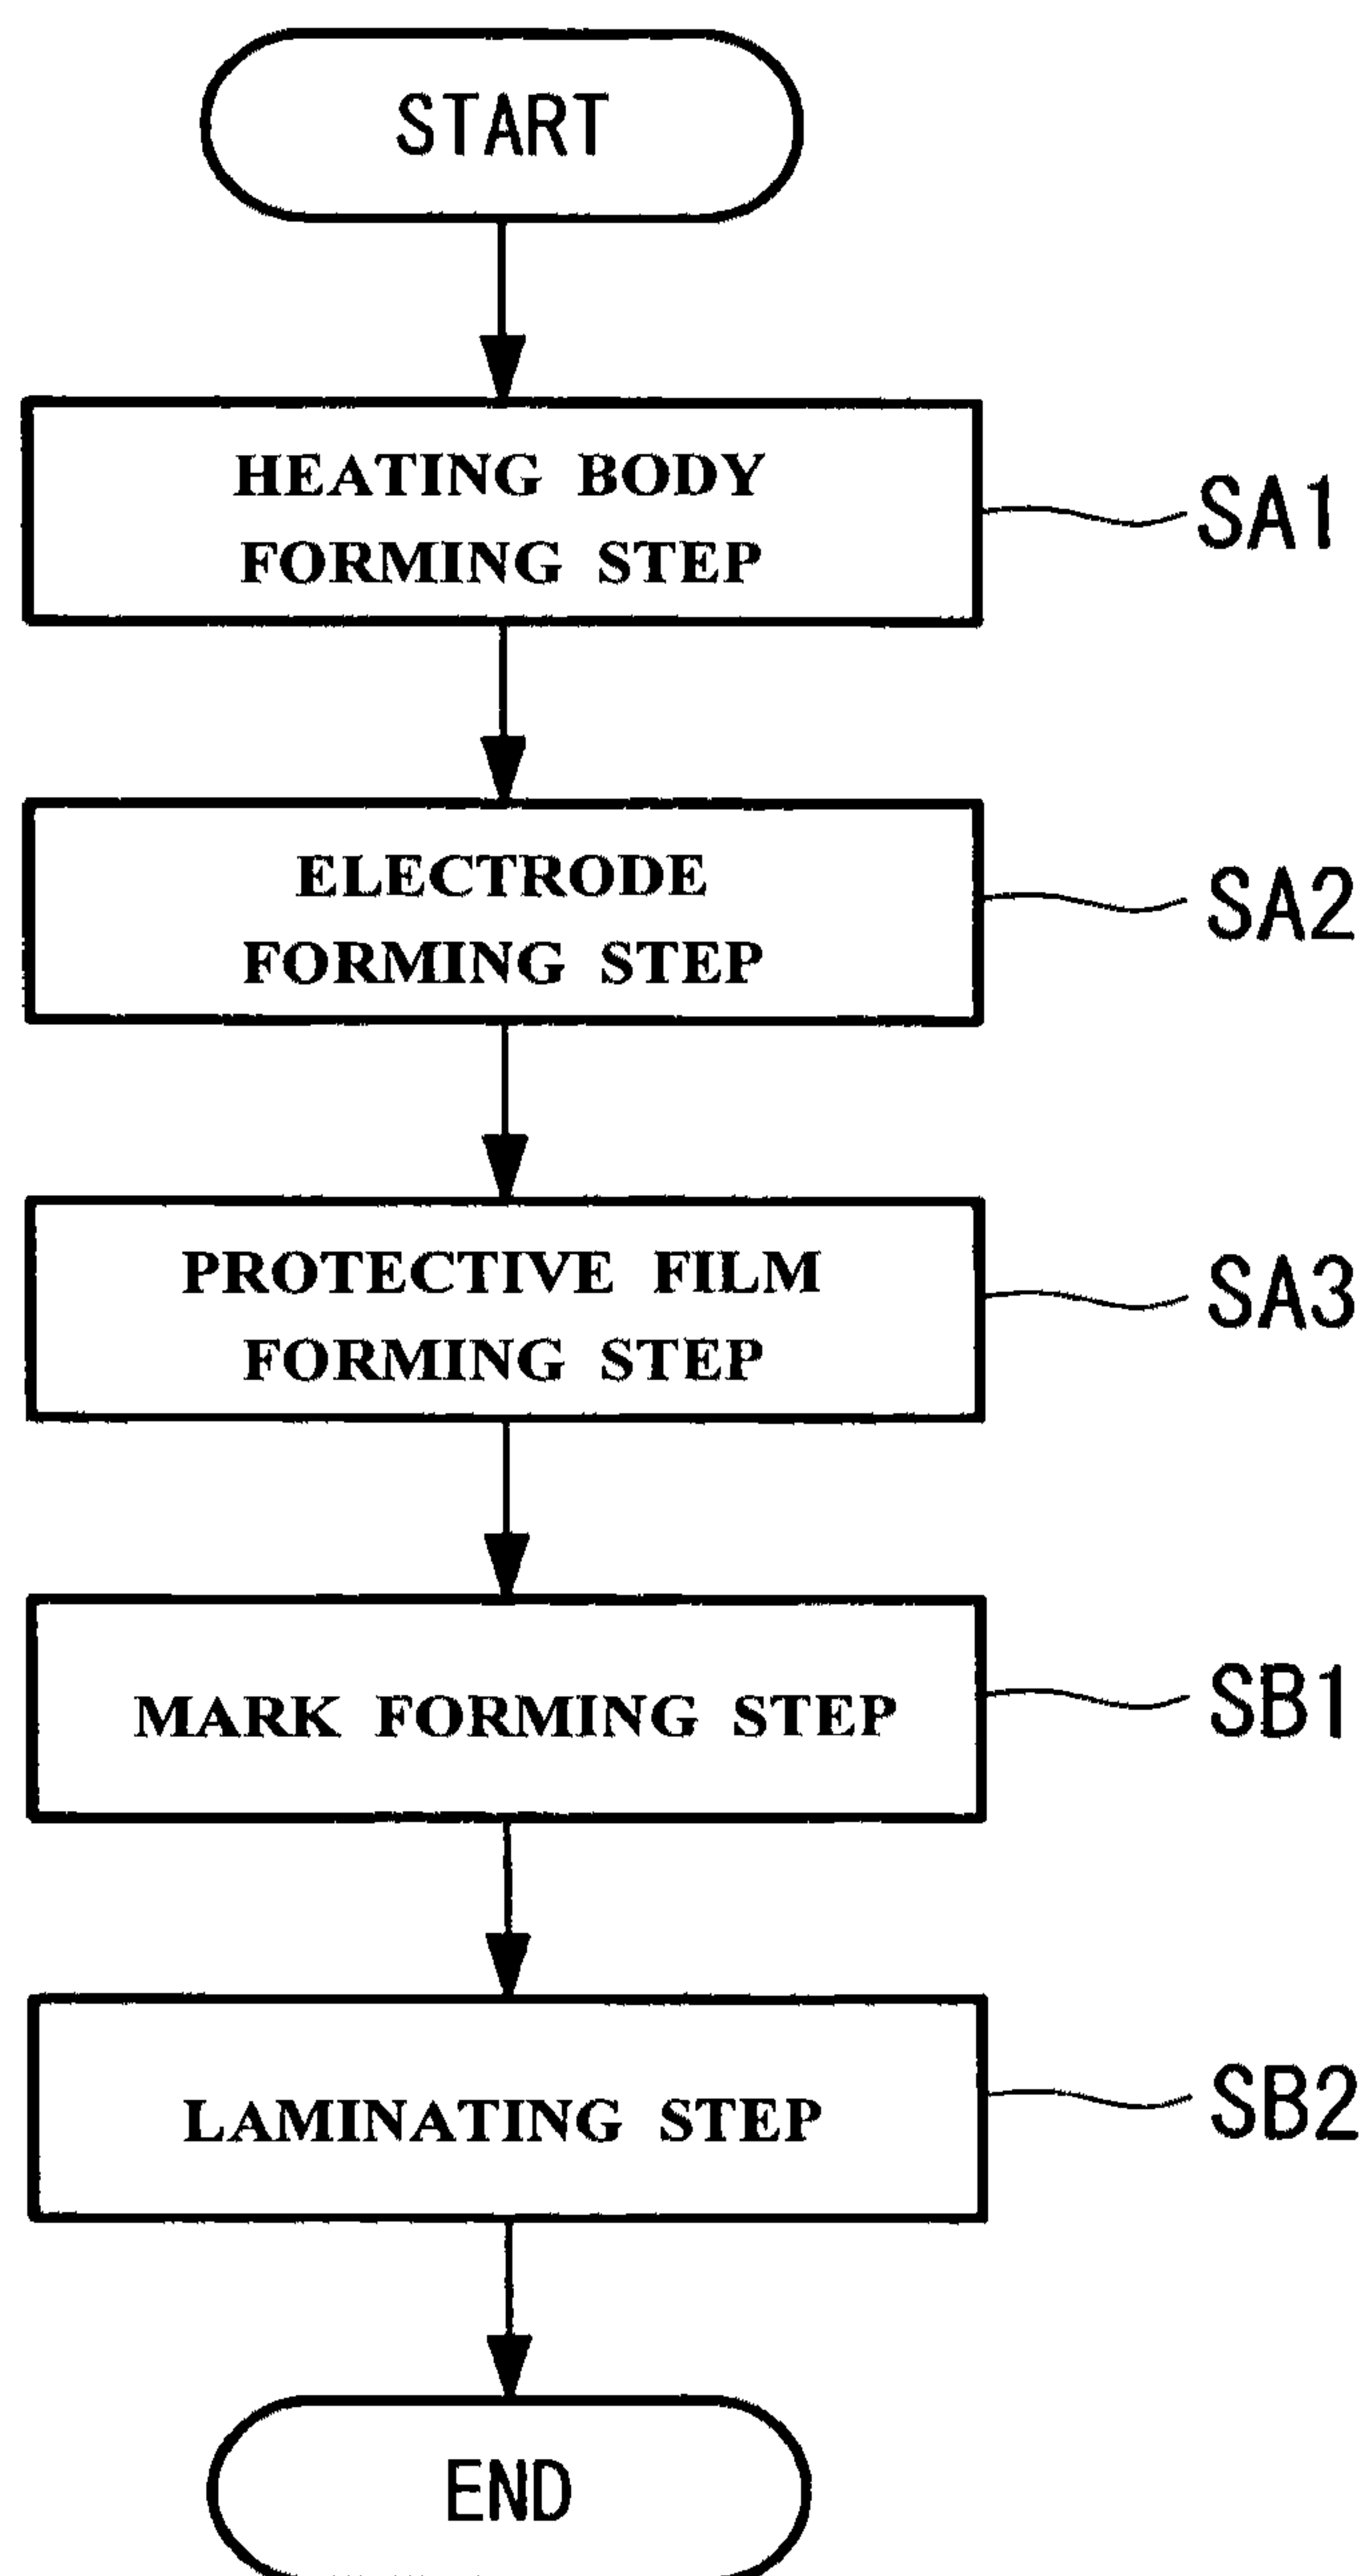 START
HEATING BODY
FORMING STEP
SA1
ELECTRODE
FORMING STEP
SA2
PROTECTIVE FILM
FORMING STEP
SA3
MARK FORMING STEP
SB1
LAMINATING STEP
SB2
END